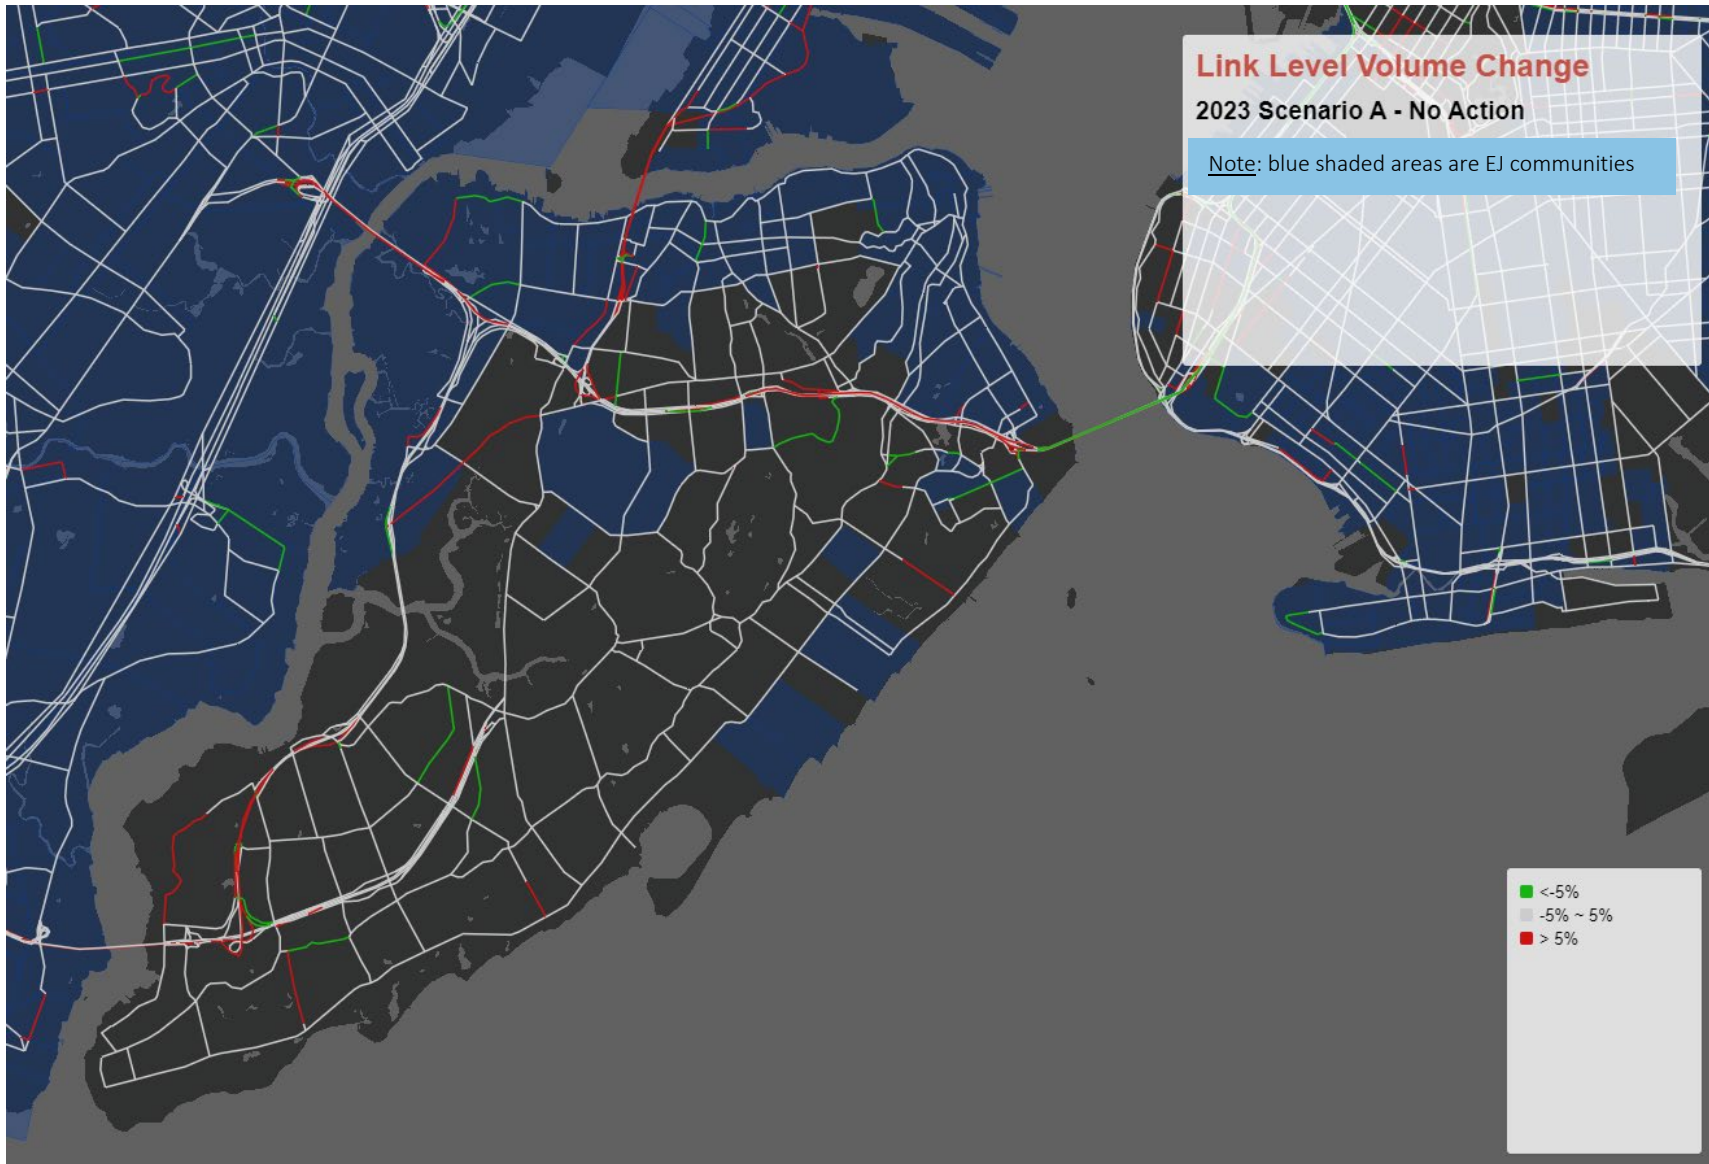 Link Level Volume Change
2023 Scenario A - No Action
Note: blue shaded areas are EJ communities
<-5%
-5% ~ 5%
> 5%